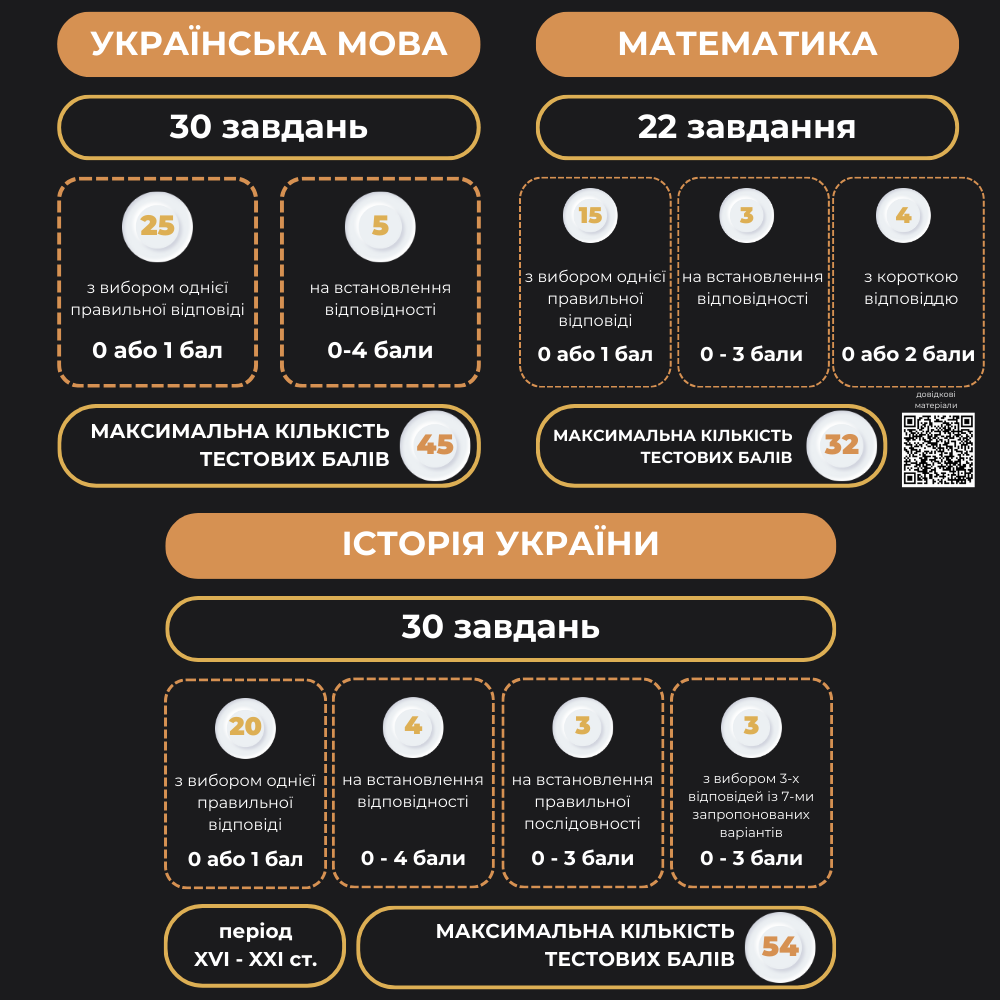 УКРАЇНСЬКА МОВА
30 завдань
25
з вибором однієї
правильної відповіді
0 або 1 бал
5
на встановлення
відповідності
0-4 бали
МАКСИМАЛЬНА КІЛЬКІСТЬ
ТЕСТОВИХ БАЛІВ
45
МАТЕМАТИКА
22 завдання
15
з вибором однієї
правильної
відповіді
0 або 1 бал
3
на встановлення
відповідності
0 - 3 бали
4
з короткою
відповіддю
0 або 2 бали
МАКСИМАЛЬНА КІЛЬКІСТЬ
ТЕСТОВИХ БАЛІВ
32
довідкові
матеріали
ІСТОРІЯ УКРАЇНИ
30 завдань
20
з вибором однієї
правильної
відповіді
0 або 1 бал
4
на встановлення
відповідності
0 - 4 бали
3
на встановлення
правильної
послідовності
0 - 3 бали
3
з вибором 3-х
відповідей із 7-ми
запропонованих
варіантів
0 - 3 бали
період
XVI - XXI ст.
МАКСИМАЛЬНА КІЛЬКІСТЬ
ТЕСТОВИХ БАЛІВ
54